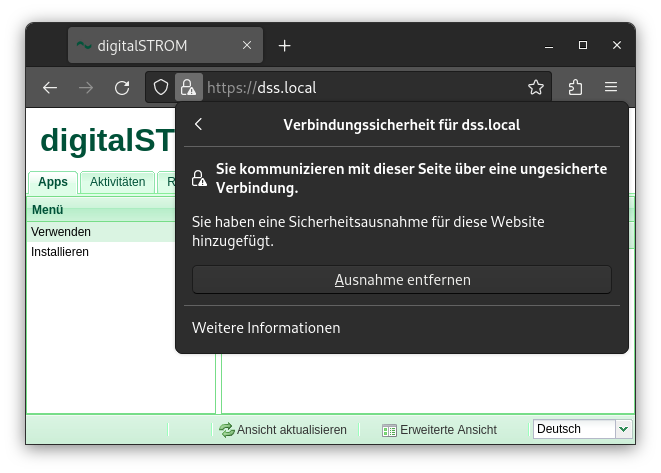 digitalSTROM
https://dss.local
digitalST
Verbindungssicherheit für dss.local
Sie kommunizieren mit dieser Seite über eine ungesicherte
Verbindung.
Sie haben eine Sicherheitsausnahme für diese Website
hinzugefügt.
Ausnahme entfernen
Weitere Informationen
Apps Aktivitäten R
Menü
Verwenden
Installieren
Ansicht aktualisieren Erweiterte Ansicht Deutsch